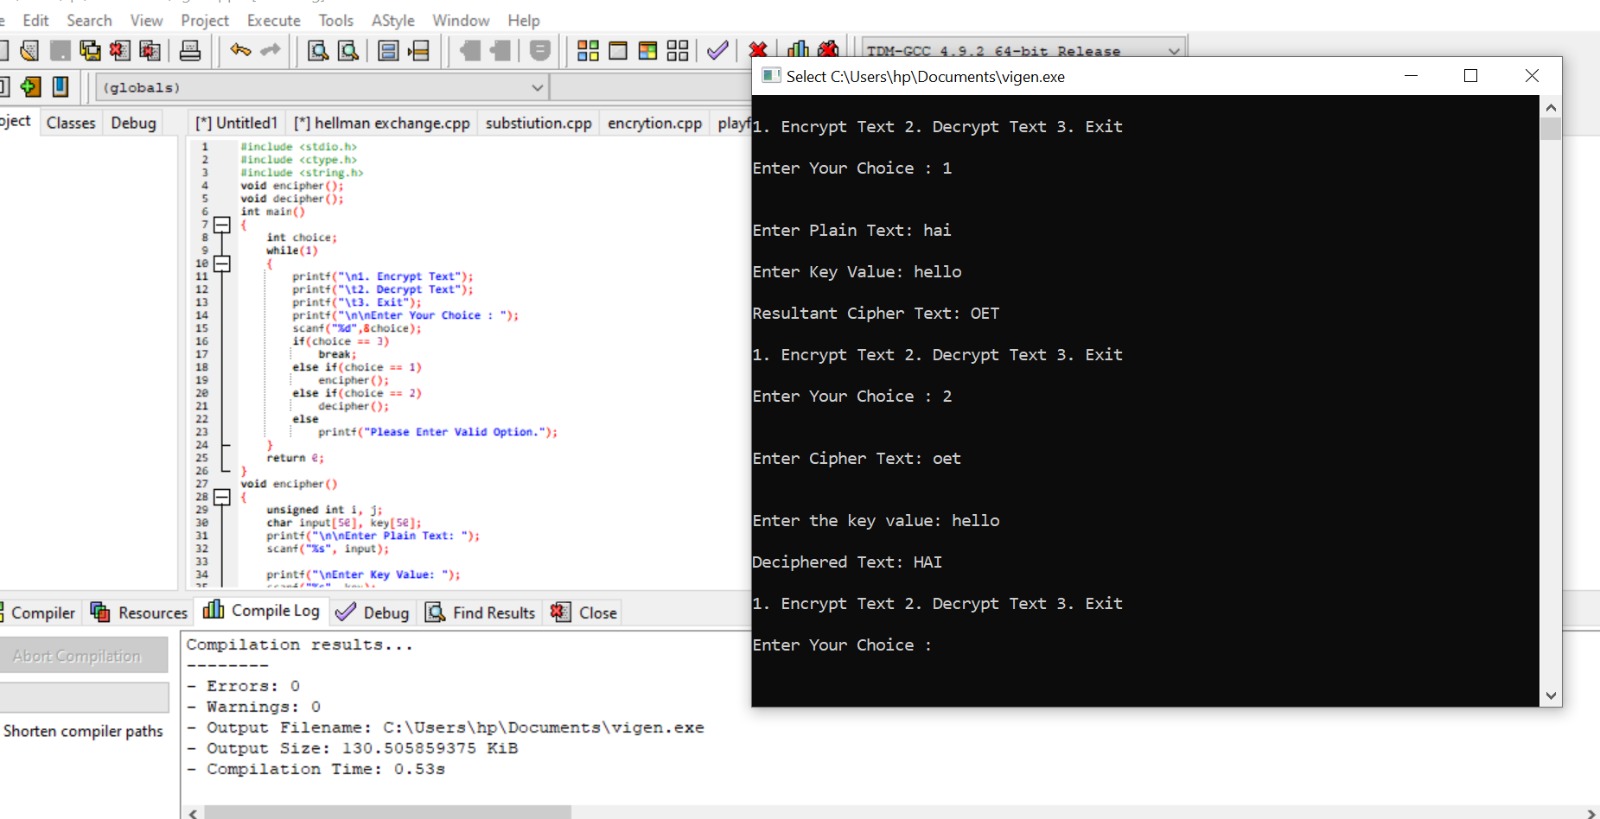 Edit Search View Project Execute Tools AStyle Window Help
TDM-GCC 4.9.2 64-bit Release
(globals)
Classes Debug
[*] Untitled1 [*] hellman exchange.cpp substiution.cpp encrytion.cpp
1 #include <stdio.h>
2 #include <ctype.h>
3 #include <string.h>
4 void encipher();
5 void decipher();
6 int main()
7 {
8 int choice;
9 while(1)
10 {
11 printf("\n1. Encrypt Text");
12 printf("\t2. Decrypt Text");
13 printf("\t3. Exit");
14 printf("\n\nEnter Your Choice : ");
15 scanf("%d",&choice);
16 if(choice == 3)
17 break;
18 else if(choice == 1)
19 encipher();
20 else if(choice == 2)
21 decipher();
22 else
23 printf("Please Enter Valid Option.");
24 }
25 return 0;
26 }
27 void encipher()
28 {
29 unsigned int i, j;
30 char input[50], key[50];
31 printf("\n\nEnter Plain Text: ");
32 scanf("%s", input);
33
34 printf("\nEnter Key Value: ");
Compiler Resources Compile Log Debug Find Results Close
Abort Compilation
Shorten compiler paths
Compilation results...
--------
- Errors: 0
- Warnings: 0
- Output Filename: C:\Users\hp\Documents\vigen.exe
- Output Size: 130.505859375 KiB
- Compilation Time: 0.53s
Select C:\Users\hp\Documents\vigen.exe
1. Encrypt Text 2. Decrypt Text 3. Exit
Enter Your Choice : 1
Enter Plain Text: hai
Enter Key Value: hello
Resultant Cipher Text: OET
1. Encrypt Text 2. Decrypt Text 3. Exit
Enter Your Choice : 2
Enter Cipher Text: oet
Enter the key value: hello
Deciphered Text: HAI
1. Encrypt Text 2. Decrypt Text 3. Exit
Enter Your Choice :